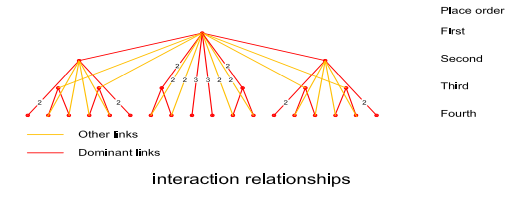 Place order
First
Second
2 2
2 2 3 3 2 2
Third
2 2 2 2
Fourth
Other links
Dominant links
interaction relationships